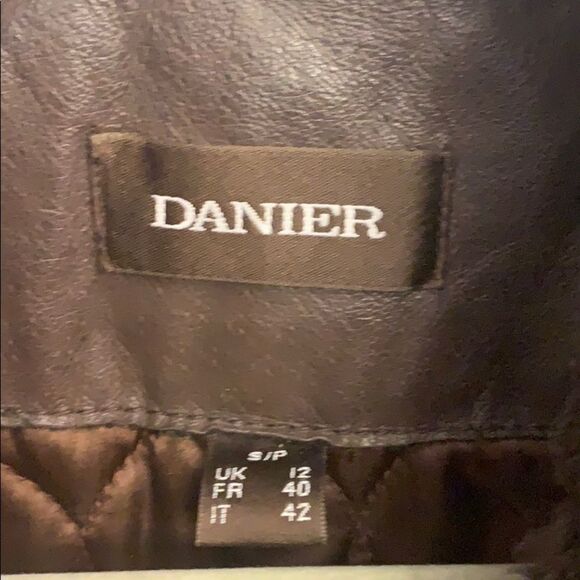 DANIER
S/P
UK 12
FR 40
IT 42